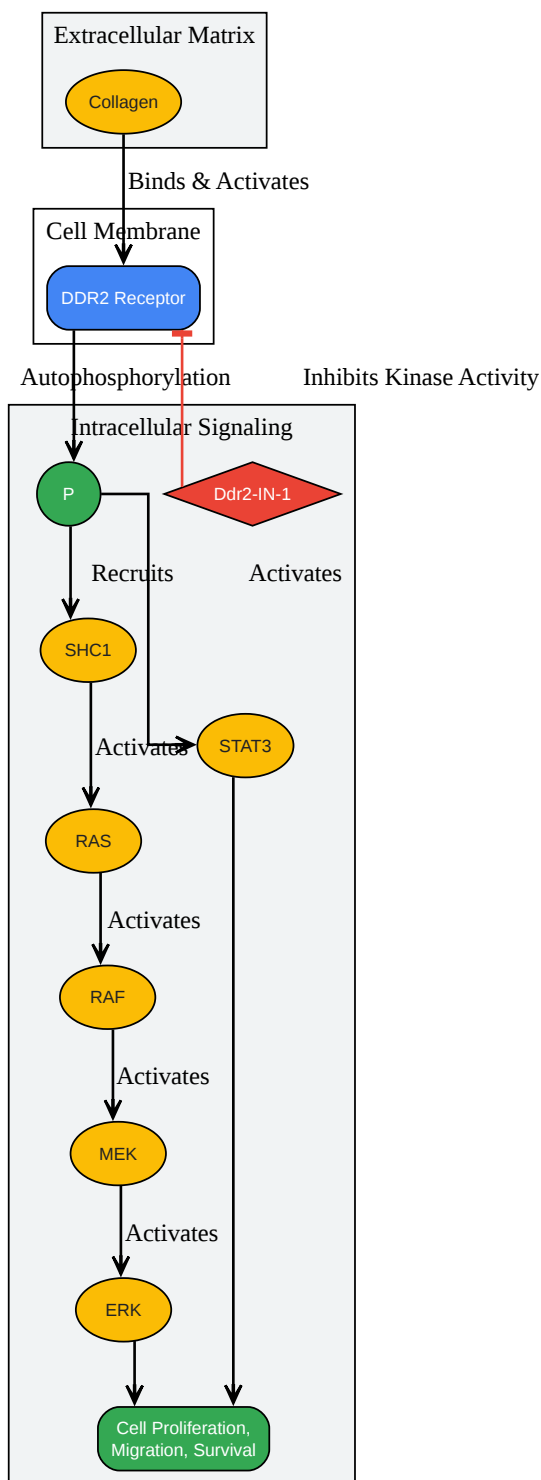 Extracellular Matrix
Collagen
Binds & Activates
Cell Membrane
DDR2 Receptor
Autophosphorylation
Inhibits Kinase Activity
Intracellular Signaling
P
Ddr2-IN-1
Recruits
Activates
SHC1
Activates
STAT3
RAS
Activates
RAF
Activates
MEK
Activates
ERK
Cell Proliferation,
Migration, Survival